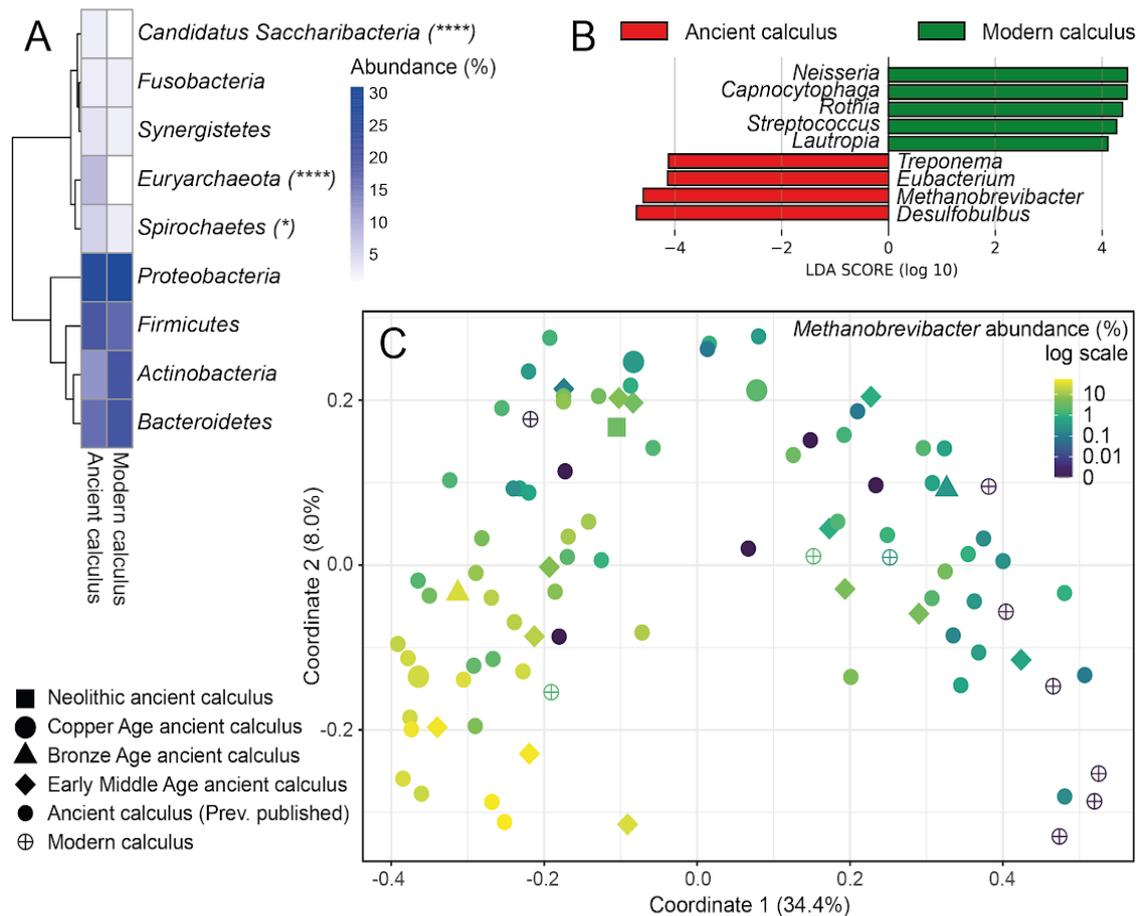 A
Candidatus Saccharibacteria (****)
Fusobacteria
Synergistetes
Euryarchaeota (****)
Spirochaetes (*)
Proteobacteria
Firmicutes
Actinobacteria
Bacteroidetes
Ancient calculus
Modern calculus
Abundance (%)
30
25
20
15
10
5
B
Ancient calculus
Modern calculus
Neisseria
Capnocytophaga
Rothia
Streptococcus
Lautropia
Treponema
Eubacterium
Methanobrevibacter
Desulfobulbus
−4 −2 0 2 4
LDA SCORE (log 10)
C
Methanobrevibacter abundance (%)
log scale
10
1
0.1
0.01
0
Coordinate 2 (8.0%)
0.2
0.0
-0.2
-0.4 -0.2 0.0 0.2 0.4
Coordinate 1 (34.4%)
Neolithic ancient calculus
Copper Age ancient calculus
Bronze Age ancient calculus
Early Middle Age ancient calculus
Ancient calculus (Prev. published)
Modern calculus